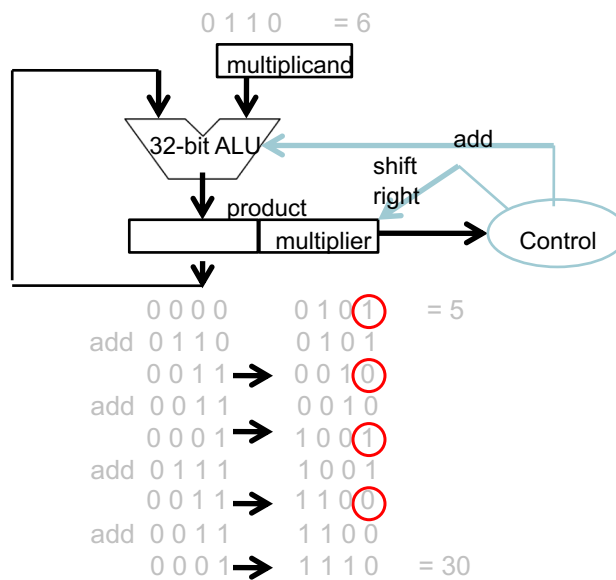 0 1 1 0 = 6
multiplicand
32-bit ALU
add
shift
right
product
multiplier
Control
0 0 0 0 0 1 0 1 = 5
add 0 1 1 0 0 1 0 1
0 0 1 1 0 0 1 0
add 0 0 1 1 0 0 1 0
0 0 0 1 1 0 0 1
add 0 1 1 1 1 0 0 1
0 0 1 1 1 1 0 0
add 0 0 1 1 1 1 0 0
0 0 0 1 1 1 1 0 = 30